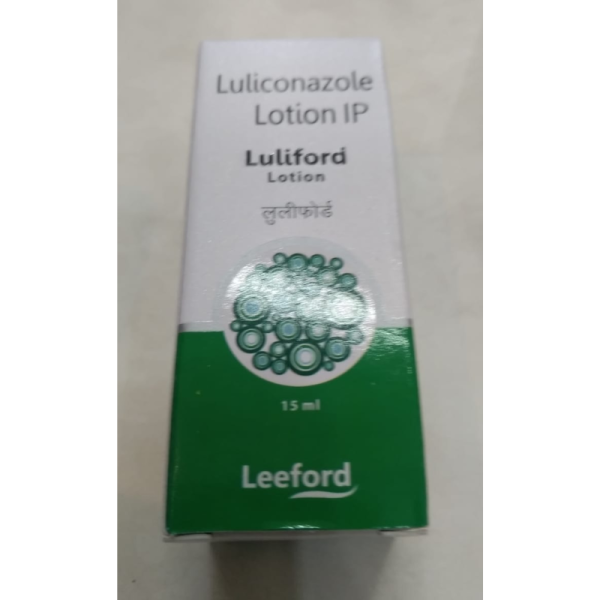 Luliconazole
Lotion IP
Luliford
Lotion
लुलीफोर्ड
15 ml
Leeford